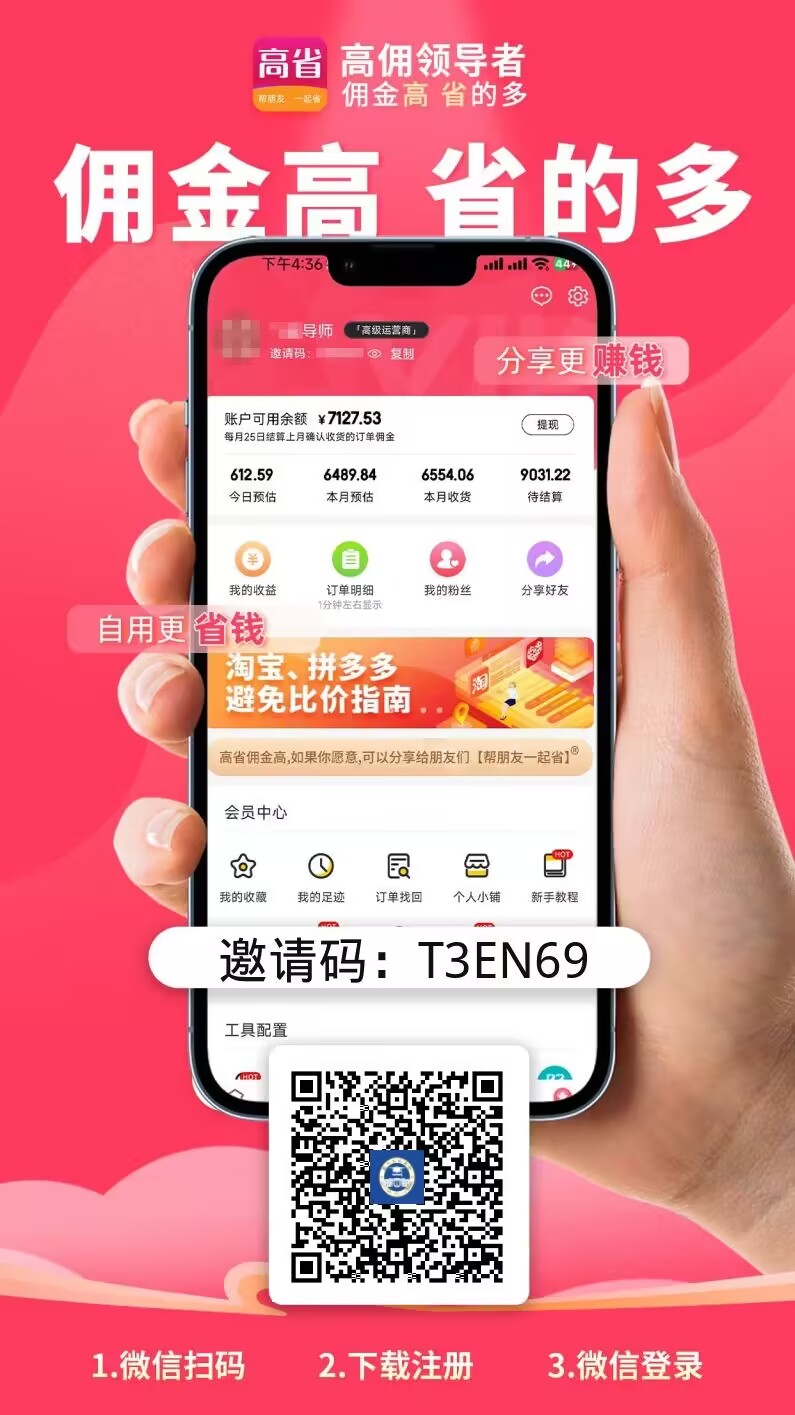 高省
帮朋友 一起省
高佣领导者
佣金高 省的多
佣金高 省的多
下午4:36
44
导师
「高级运营商」
邀请码:
复制
分享更赚钱
账户可用余额 ¥7127.53
每月25日结算上月确认收货的订单佣金
提现
612.59 6489.84 6554.06 9031.22
今日预估 本月预估 本月收货 待结算
我的收益 订单明细 我的粉丝 分享好友
1分钟左右显示
自用更省钱
淘宝、拼多多
避免比价指南
淘
高省佣金高,如果你愿意,可以分享给朋友们【帮朋友一起省】®
会员中心
HOT
我的收藏 我的足迹 订单找回 个人小铺 新手教程
邀请码：T3EN69
工具配置
HOT
1.微信扫码 2.下载注册 3.微信登录